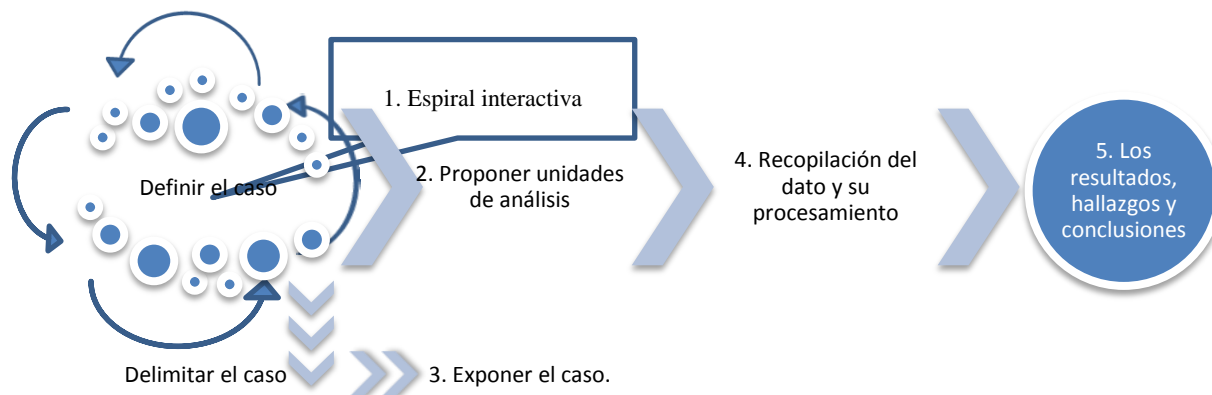 1. Espiral interactiva
Definir el caso
2. Proponer unidades
de análisis
4. Recopilación del
dato y su
procesamiento
5. Los
resultados,
hallazgos y
conclusiones
Delimitar el caso
3. Exponer el caso.